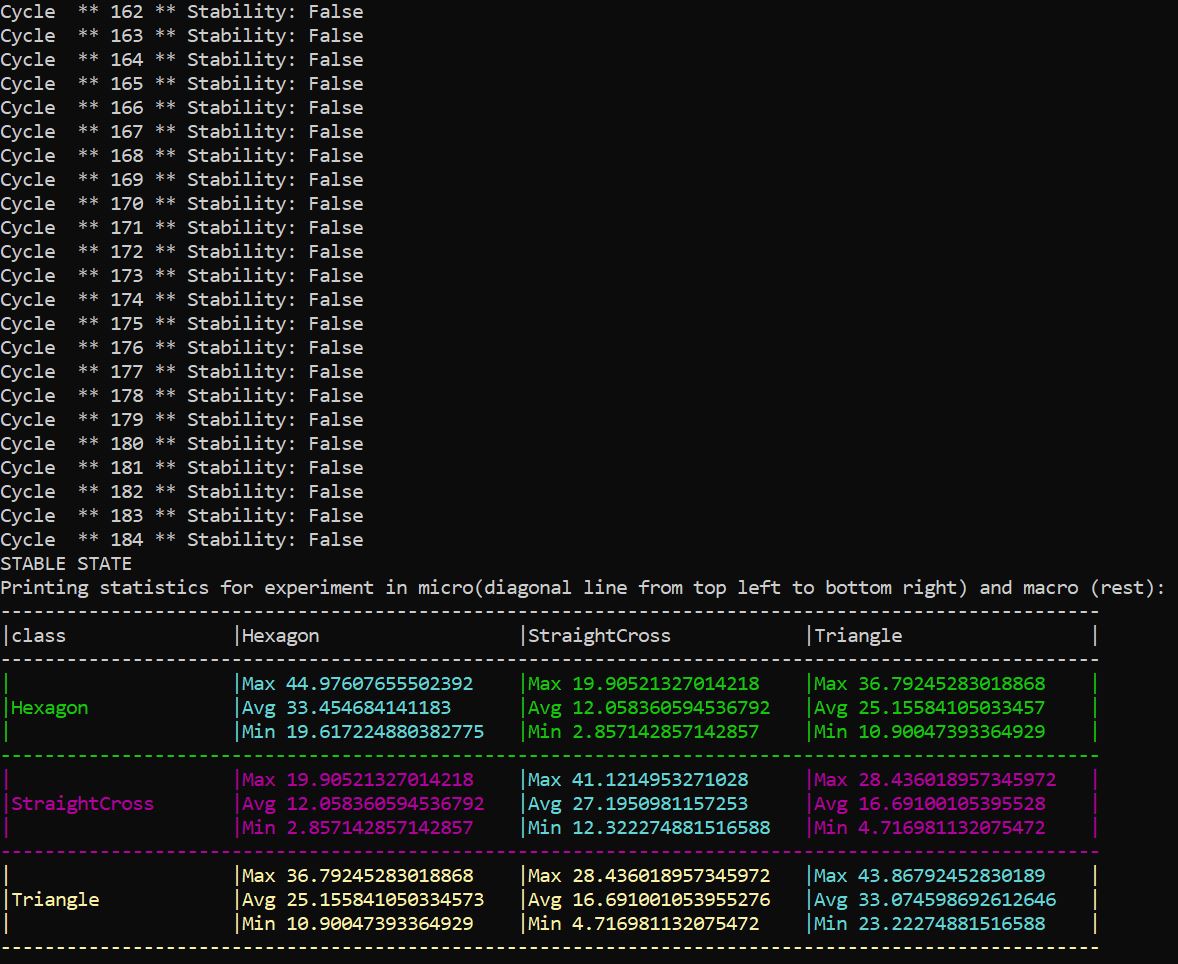 Cycle  ** 162 ** Stability: False
Cycle  ** 163 ** Stability: False
Cycle  ** 164 ** Stability: False
Cycle  ** 165 ** Stability: False
Cycle  ** 166 ** Stability: False
Cycle  ** 167 ** Stability: False
Cycle  ** 168 ** Stability: False
Cycle  ** 169 ** Stability: False
Cycle  ** 170 ** Stability: False
Cycle  ** 171 ** Stability: False
Cycle  ** 172 ** Stability: False
Cycle  ** 173 ** Stability: False
Cycle  ** 174 ** Stability: False
Cycle  ** 175 ** Stability: False
Cycle  ** 176 ** Stability: False
Cycle  ** 177 ** Stability: False
Cycle  ** 178 ** Stability: False
Cycle  ** 179 ** Stability: False
Cycle  ** 180 ** Stability: False
Cycle  ** 181 ** Stability: False
Cycle  ** 182 ** Stability: False
Cycle  ** 183 ** Stability: False
Cycle  ** 184 ** Stability: False
STABLE STATE
Printing statistics for experiment in micro(diagonal line from top left to bottom right) and macro (rest):
----------------------------------------------------------------------------------------------------
|class               |Hexagon                  |StraightCross            |Triangle                 |
----------------------------------------------------------------------------------------------------
|                    |Max 44.97607655502392    |Max 19.90521327014218    |Max 36.79245283018868    |
|Hexagon             |Avg 33.454684141183      |Avg 12.058360594536792   |Avg 25.15584105033457    |
|                    |Min 19.617224880382775   |Min 2.857142857142857    |Min 10.90047393364929    |
----------------------------------------------------------------------------------------------------
|                    |Max 19.90521327014218    |Max 41.1214953271028     |Max 28.436018957345972   |
|StraightCross       |Avg 12.058360594536792   |Avg 27.1950981157253     |Avg 16.69100105395528    |
|                    |Min 2.857142857142857    |Min 12.322274881516588   |Min 4.716981132075472    |
----------------------------------------------------------------------------------------------------
|                    |Max 36.79245283018868    |Max 28.436018957345972   |Max 43.86792452830189    |
|Triangle            |Avg 25.155841050334573   |Avg 16.691001053955276   |Avg 33.074598692612646   |
|                    |Min 10.90047393364929    |Min 4.716981132075472    |Min 23.22274881516588    |
----------------------------------------------------------------------------------------------------